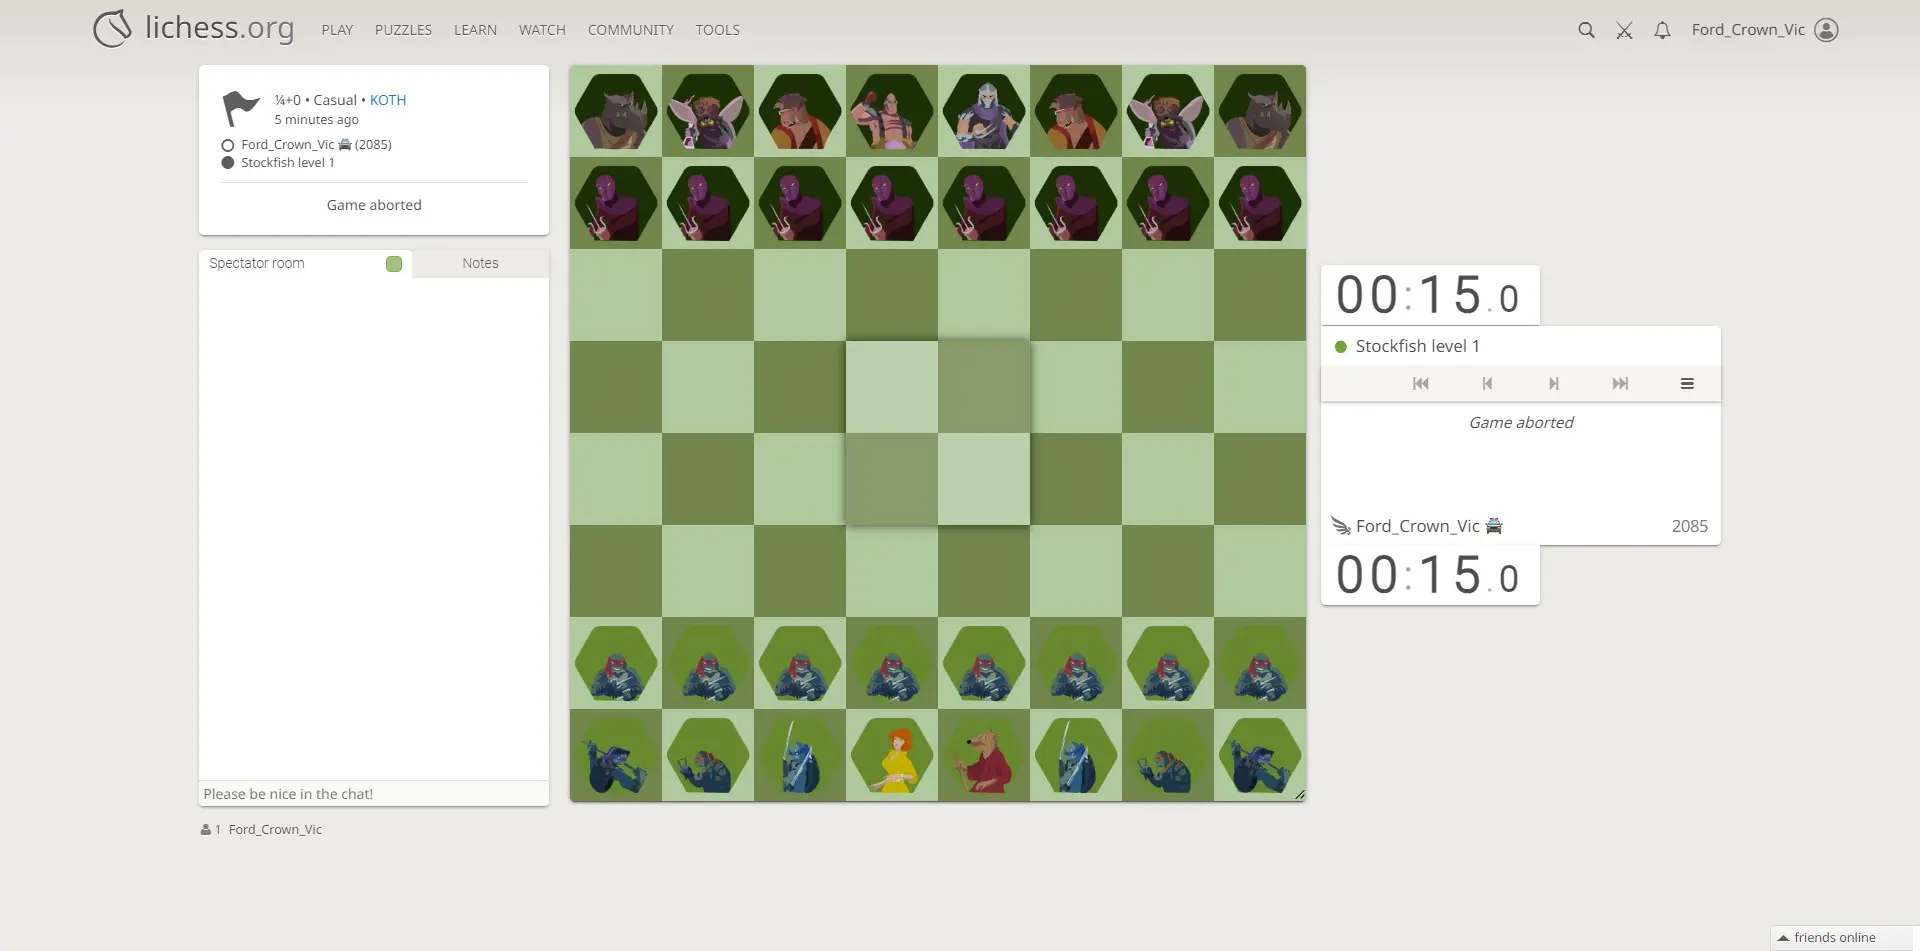 lichess.org PLAY PUZZLES LEARN WATCH COMMUNITY TOOLS Ford_Crown_Vic
¼+0 • Casual • KOTH
5 minutes ago
Ford_Crown_Vic 🚔 (2085)
Stockfish level 1
Game aborted
Spectator room Notes
Please be nice in the chat!
1 Ford_Crown_Vic
00:15.0
Stockfish level 1
Game aborted
Ford_Crown_Vic 🚔 2085
00:15.0
friends online